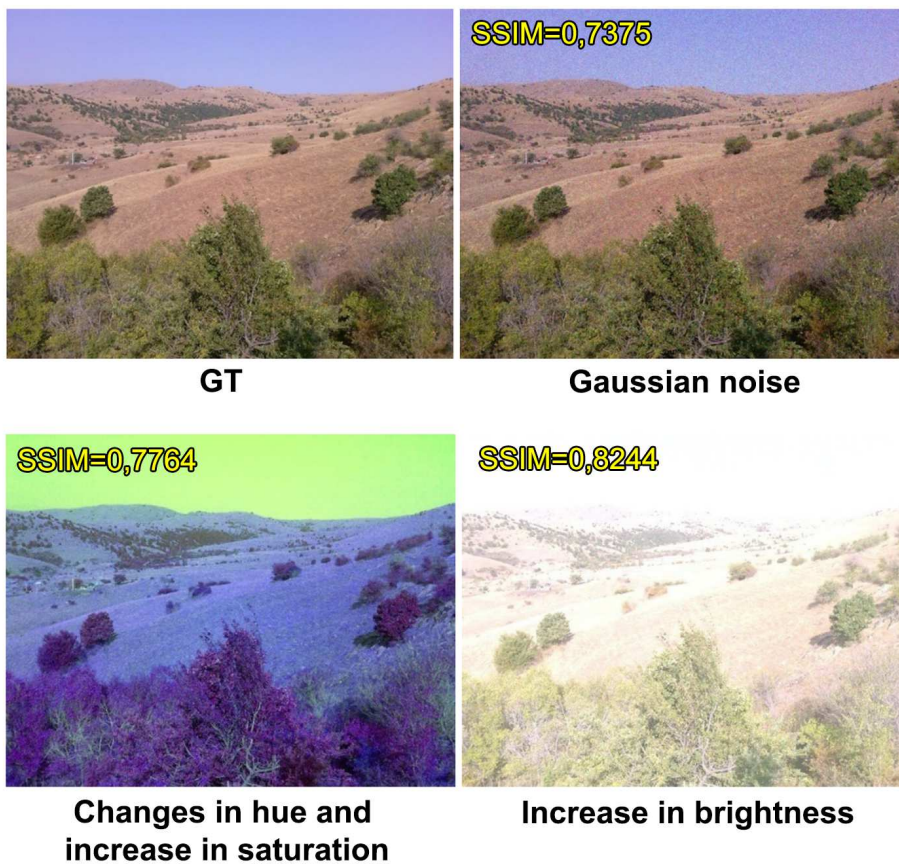 SSIM=0,7375
GT
Gaussian noise
SSIM=0,7764
SSIM=0,8244
Changes in hue and
increase in saturation
Increase in brightness